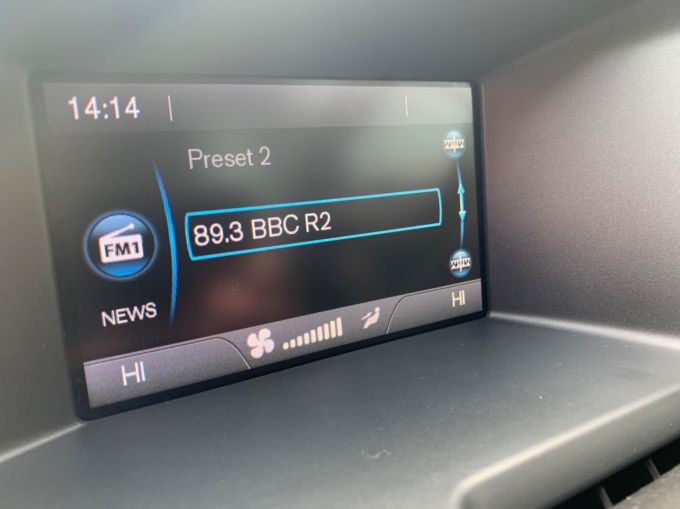 14:14
Preset 2
89.3 BBC R2
FM1
NEWS
HI
HI